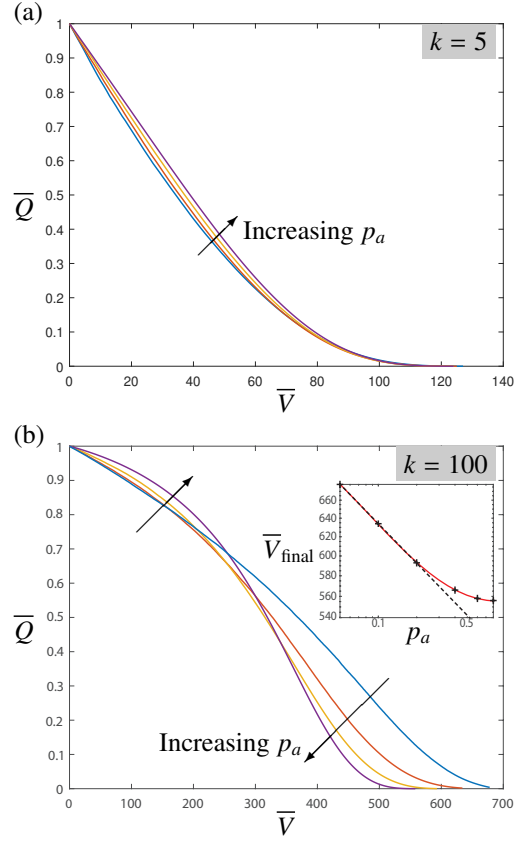 (a)
k = 5
1
0.9
0.8
0.7
0.6
0.5
0.4
0.3
0.2
0.1
0
Q̅
Increasing pₐ
0 20 40 60 80 100 120 140
V̅
(b)
k = 100
1
0.9
0.8
0.7
0.6
0.5
0.4
0.3
0.2
0.1
0
Q̅
V̅final
660
640
620
600
580
560
540
0.1 0.5
pₐ
Increasing pₐ
0 100 200 300 400 500 600 700
V̅